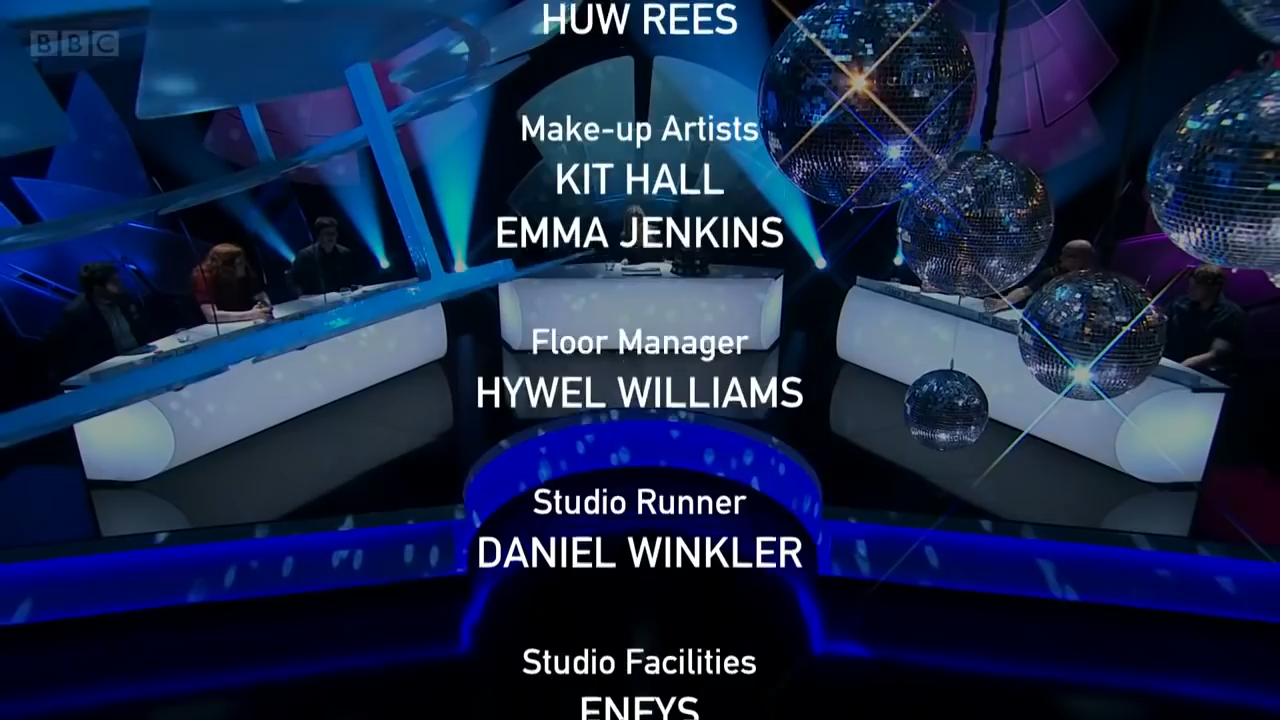 BBC
HUW REES
Make-up Artists
KIT HALL
EMMA JENKINS
Floor Manager
HYWEL WILLIAMS
Studio Runner
DANIEL WINKLER
Studio Facilities
ENFYS